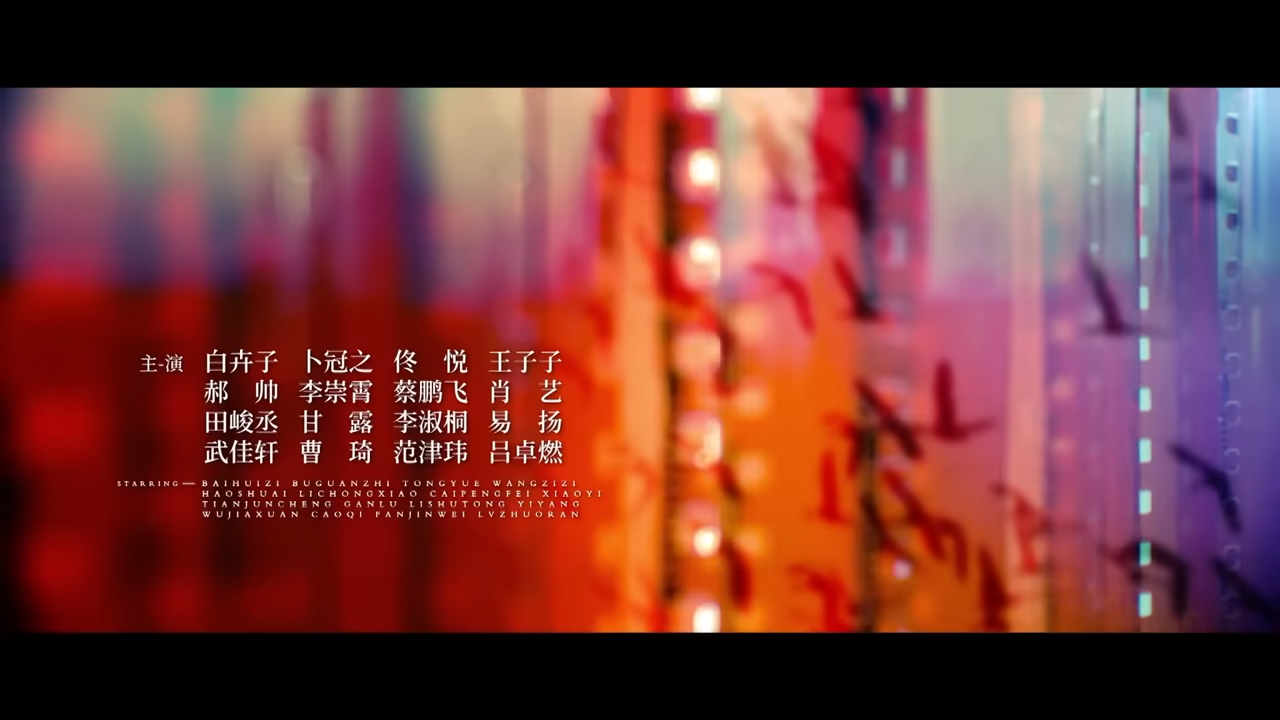 主-演 白卉子 卜冠之 佟 悦 王子子
郝 帅 李崇霄 蔡鹏飞 肖 艺
田峻丞 甘 露 李淑桐 易 扬
武佳轩 曹 琦 范津玮 吕卓燃
STARRING — BAIHUIZI BUGUANZHI TONGYUE WANGZIZI
HAOSHUAI LICHONGXIAO CAIPENGFEI XIAOYI
TIANJUNCHENG GANLU LISHUTONG YIYANG
WUJIAXUAN CAOQI FANJINWEI LVZHUORAN